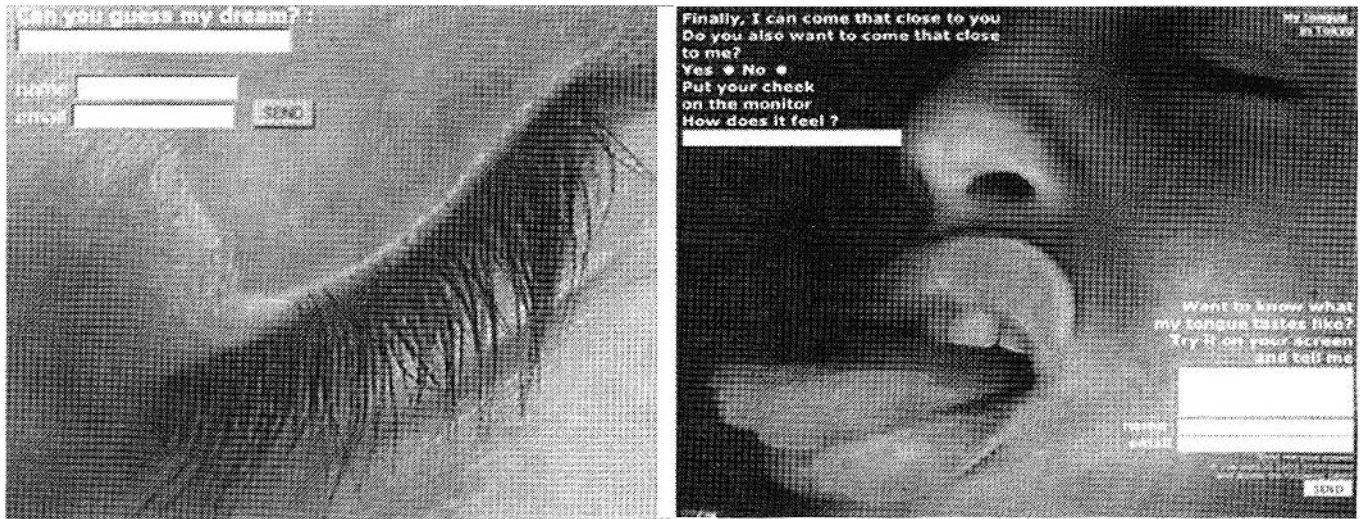 Can you guess my dream? :
name
email
SEND
Finally, I can come that close to you
Do you also want to come that close
to me?
Yes No
Put your cheek
on the monitor
How does it feel ?
My tongue
in Tokyo
Want to know what
my tongue tastes like?
Try it on your screen
and tell me
name
email
SEND